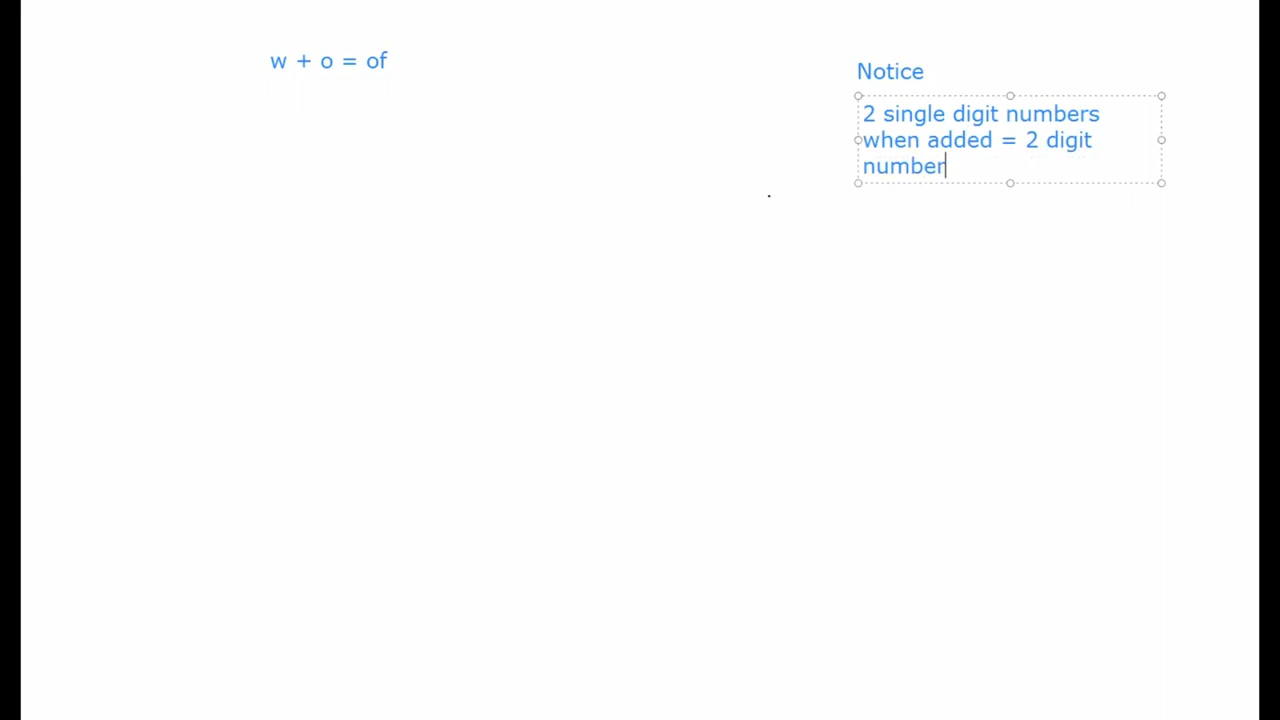 w + o = of
Notice
2 single digit numbers
when added = 2 digit
number